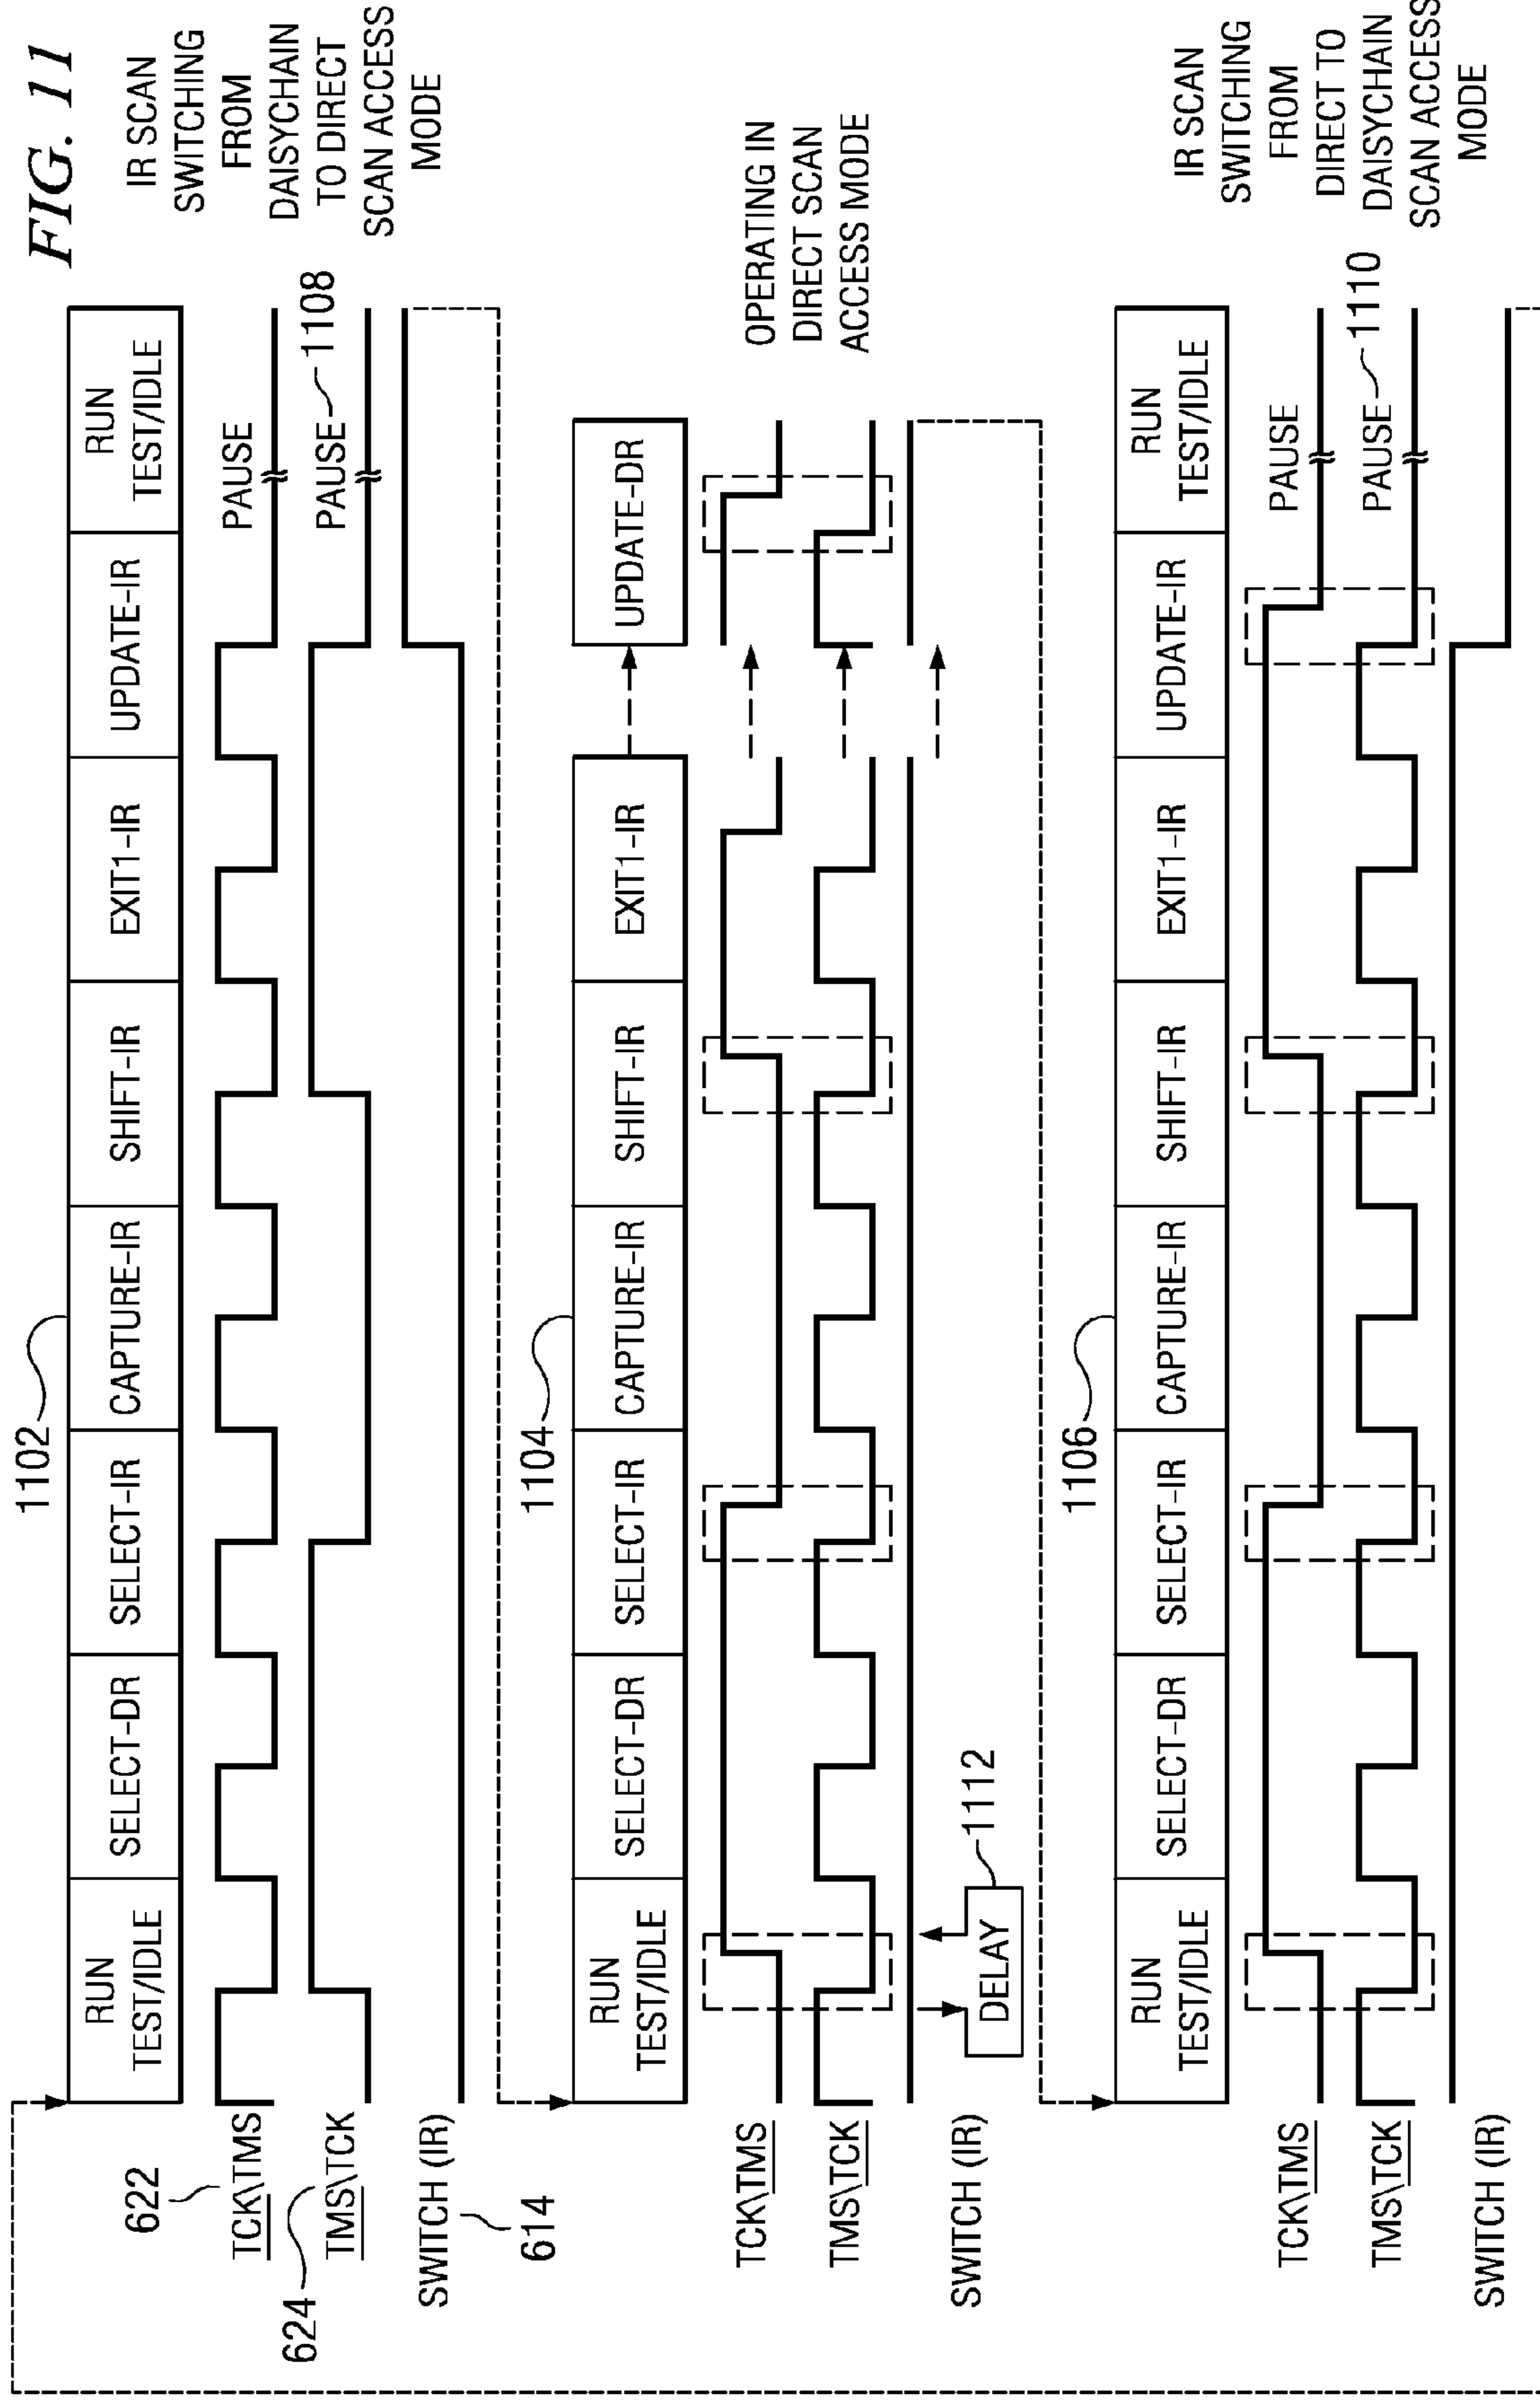 FIG. 11
1102
RUN TEST/IDLE
SELECT-DR
SELECT-IR
CAPTURE-IR
SHIFT-IR
EXIT1-IR
UPDATE-IR
RUN TEST/IDLE
IR SCAN
SWITCHING
FROM
DAISYCHAIN
TO DIRECT
SCAN ACCESS
MODE
622
TCK\TMS
PAUSE
624
TMS\TCK
PAUSE
1108
SWITCH (IR)
614
1104
RUN TEST/IDLE
SELECT-DR
SELECT-IR
CAPTURE-IR
SHIFT-IR
EXIT1-IR
UPDATE-DR
OPERATING IN
DIRECT SCAN
ACCESS MODE
TCK\TMS
TMS\TCK
SWITCH (IR)
DELAY
1112
1106
RUN TEST/IDLE
SELECT-DR
SELECT-IR
CAPTURE-IR
SHIFT-IR
EXIT1-IR
UPDATE-IR
RUN TEST/IDLE
IR SCAN
SWITCHING
FROM
DIRECT TO
DAISYCHAIN
SCAN ACCESS
MODE
TCK\TMS
PAUSE
TMS\TCK
PAUSE
1110
SWITCH (IR)